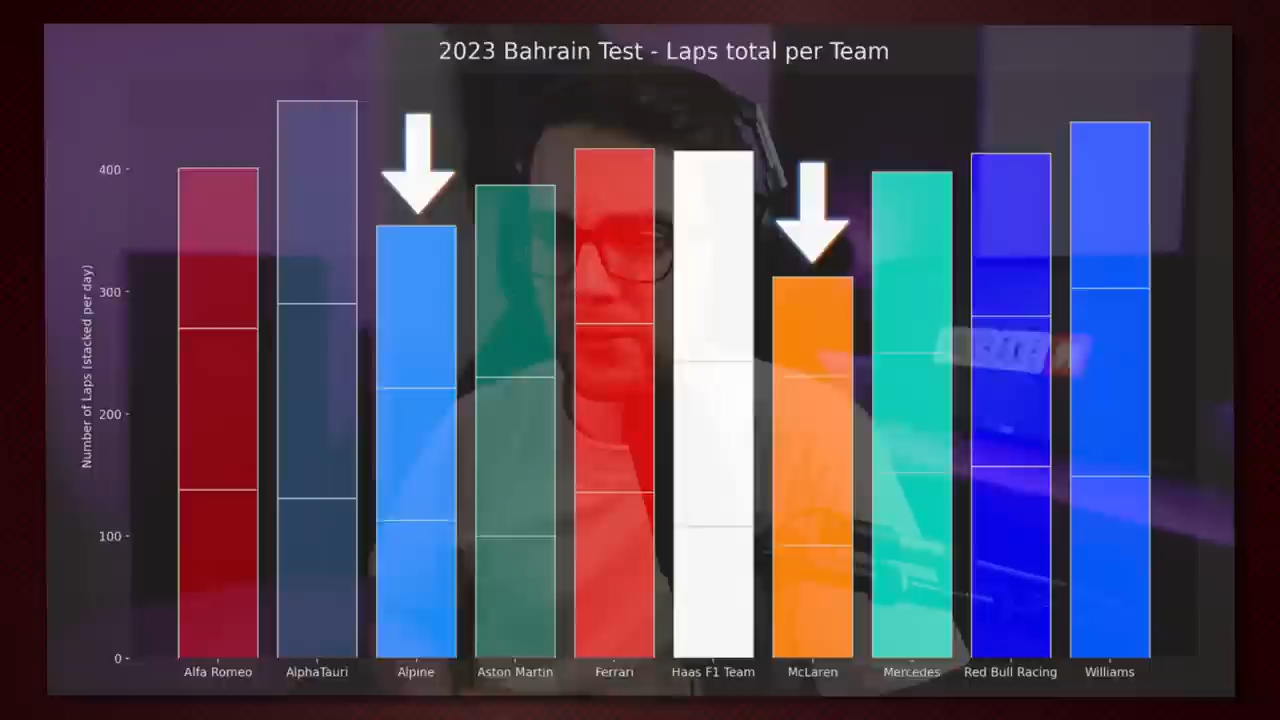 2023 Bahrain Test - Laps total per Team
Number of Laps (stacked per day)
400
300
200
100
0
Alfa Romeo
AlphaTauri
Alpine
Aston Martin
Ferrari
Haas F1 Team
McLaren
Mercedes
Red Bull Racing
Williams